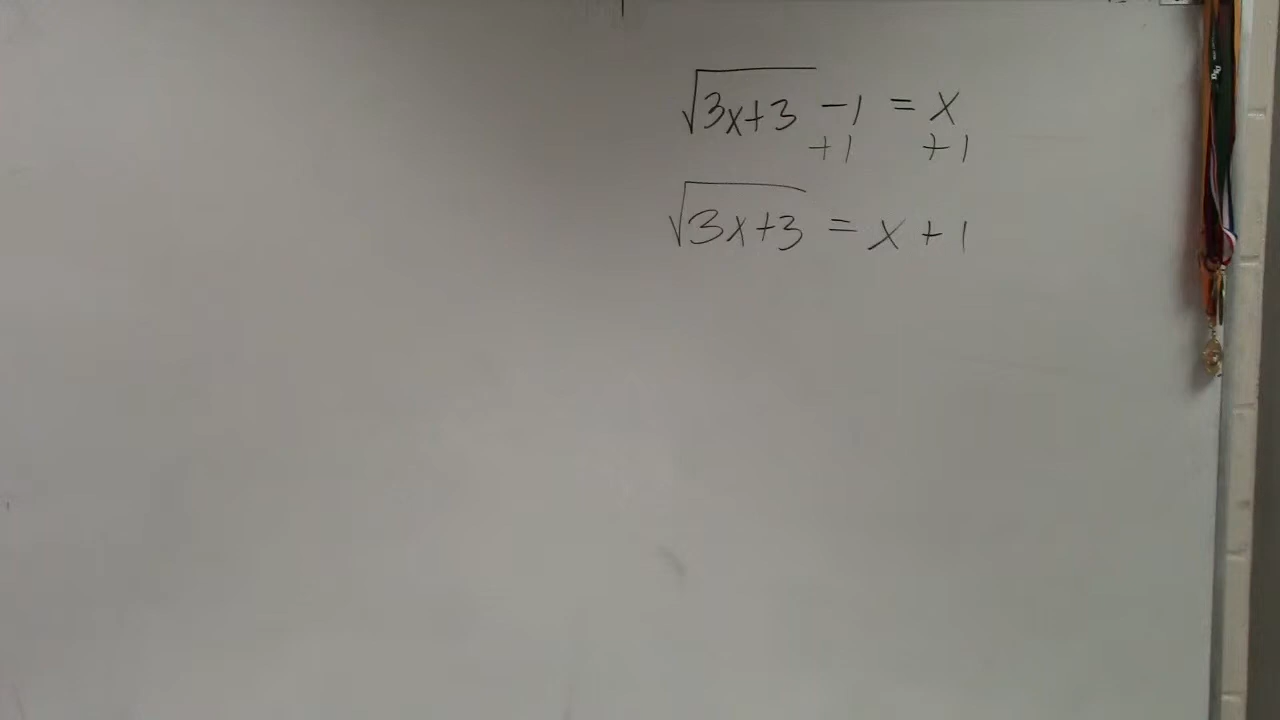 √3x+3 -1 = x
+1 +1
√3x+3 = x + 1